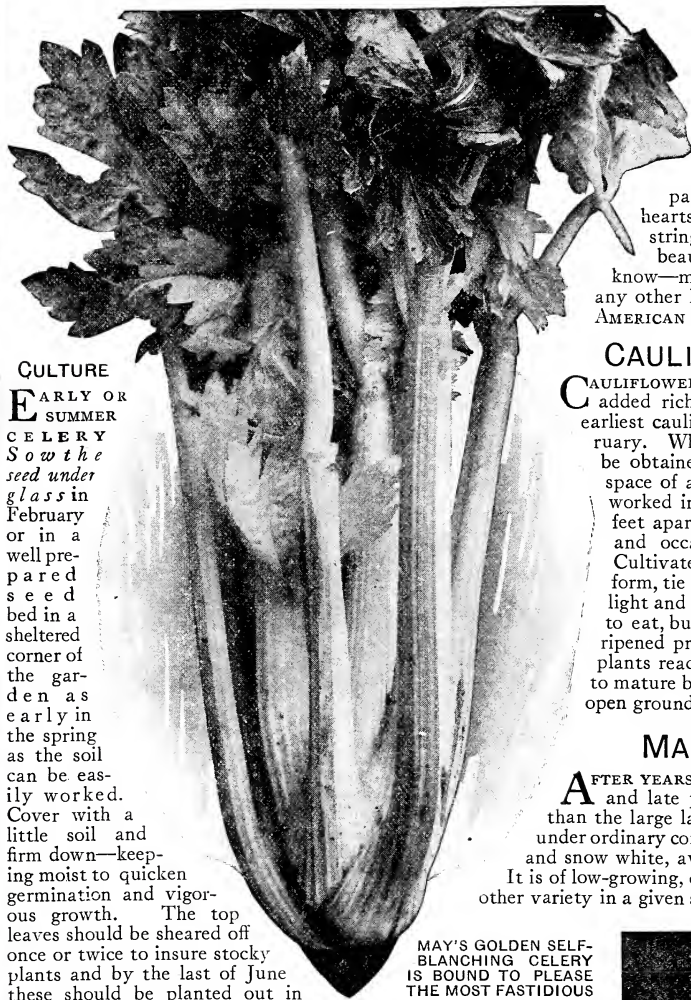 CULTURE
EARLY OR
SUMMER
CELERY
Sow the
seed under
glass in
February
or in a
well pre-
pared
seed
bed in a
sheltered
corner of
the gar-
den as
early in
the spring
as the soil
can be eas-
ily worked.
Cover with a
little soil and
firm down—keep-
ing moist to quicken
germination and vigor-
ous growth. The top
leaves should be sheared off
once or twice to insure stocky
plants and by the last of June
these should be planted out in
MAY'S GOLDEN SELF-
BLANCHING CELERY
IS BOUND TO PLEASE
THE MOST FASTIDIOUS
pa
hearts
string
beau
know—m
any other
AMERICAN
CAULI
CAULIFLOWER
added rich
earliest cauli
ruary. Wh
be obtaine
space of a
worked in
feet apar
and occa
Cultivate
form, tie
light and
to eat, bu
ripened pr
plants read
to mature b
open ground
MA
AFTER YEARS
and late
than the large la
under ordinary co
and snow white, av
It is of low-growing,
other variety in a given